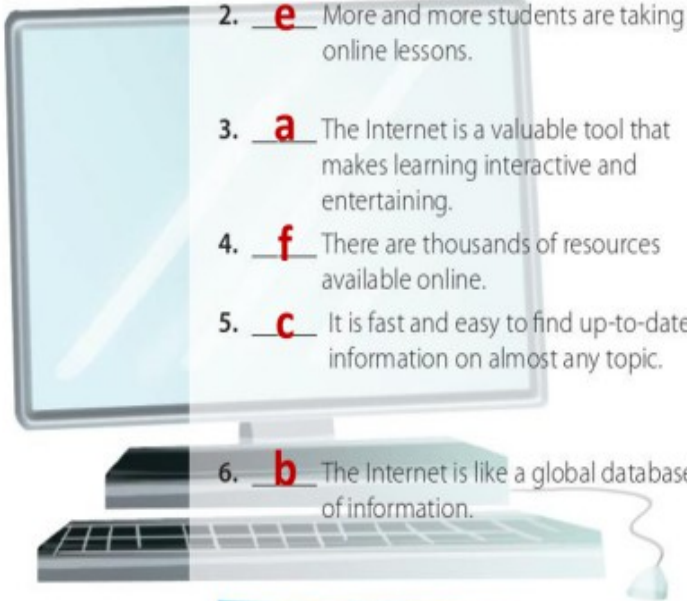 2. e More and more students are taking
online lessons.
3. a The Internet is a valuable tool that
makes learning interactive and
entertaining.
4. f There are thousands of resources
available online.
5. c It is fast and easy to find up-to-date
information on almost any topic.
6. b The Internet is like a global database
of information.